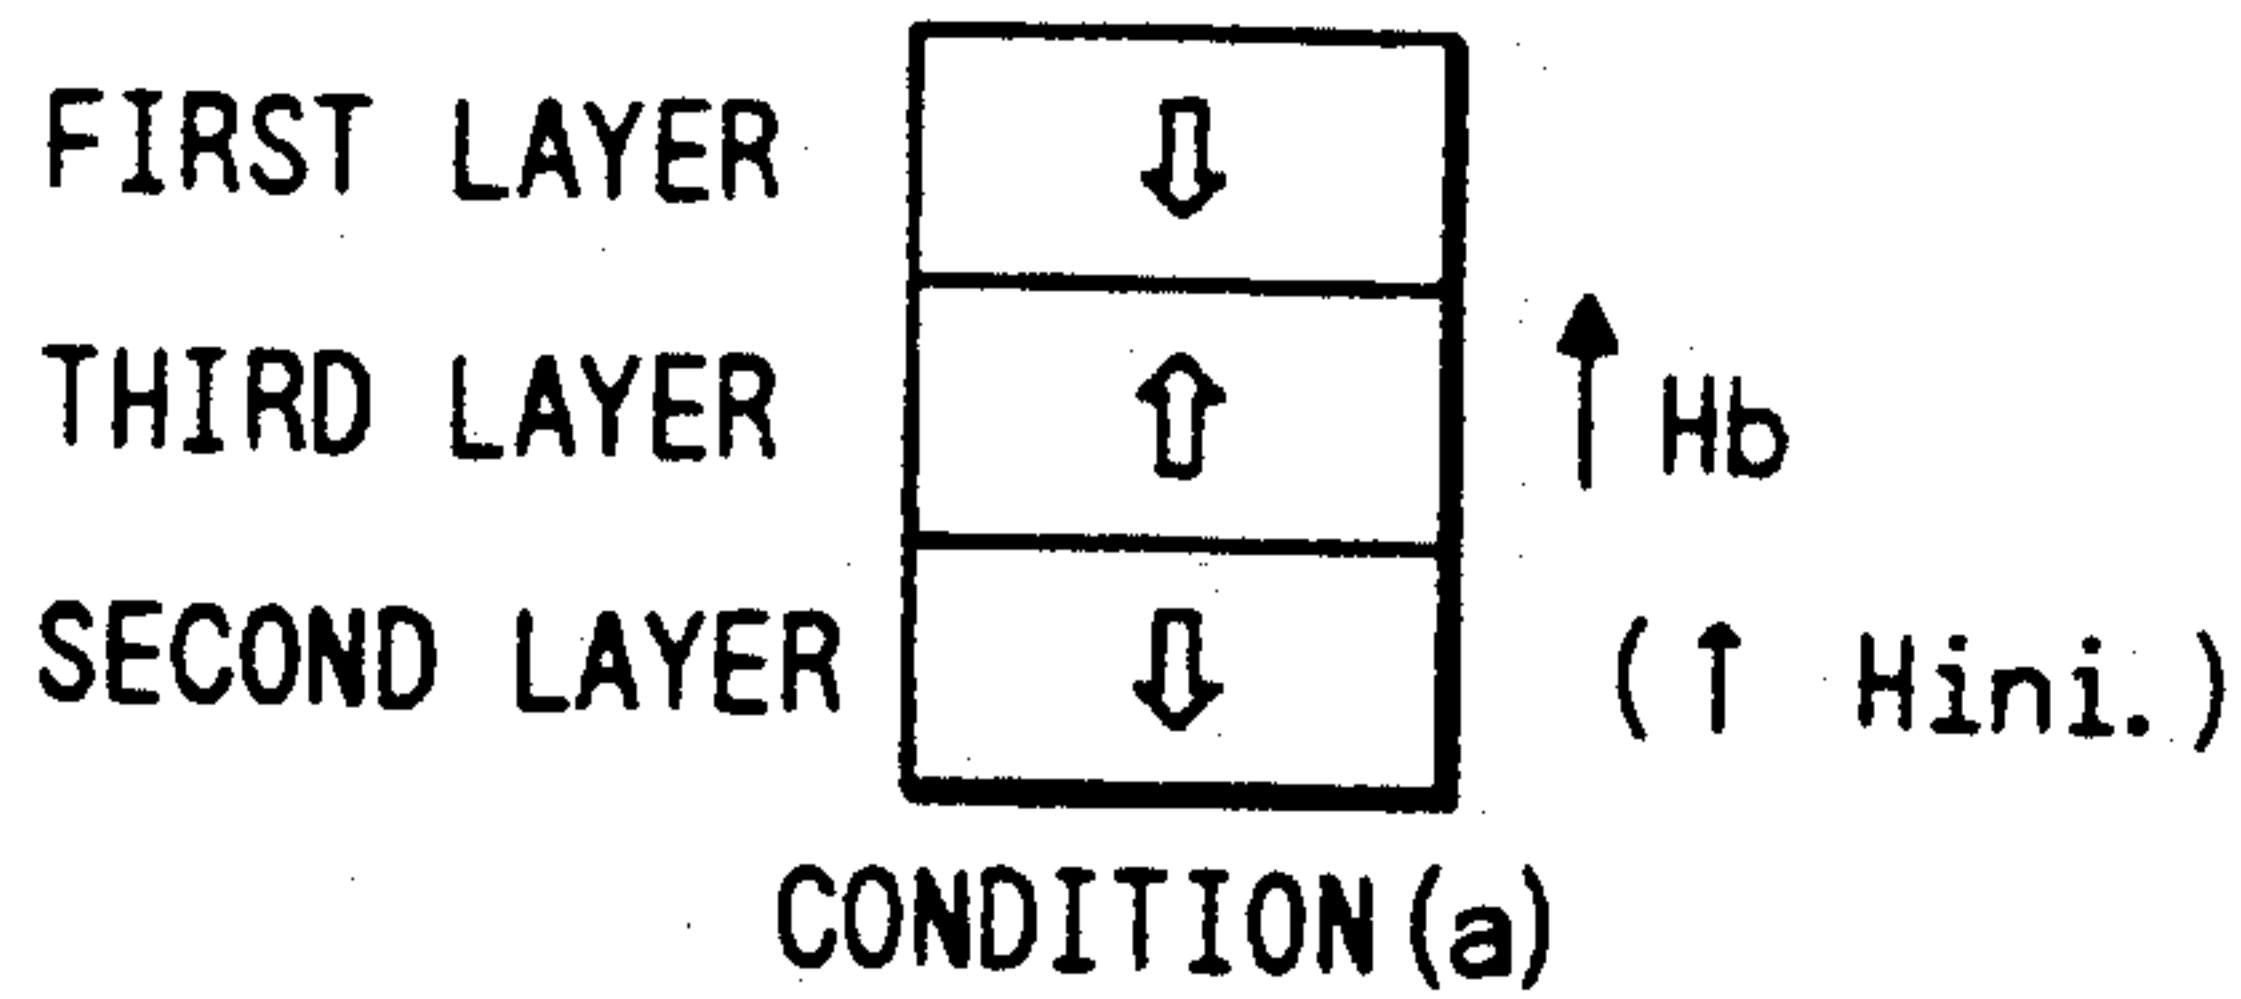 FIRST LAYER
THIRD LAYER
↑ Hb
SECOND LAYER
(↑ Hini.)
CONDITION (a)